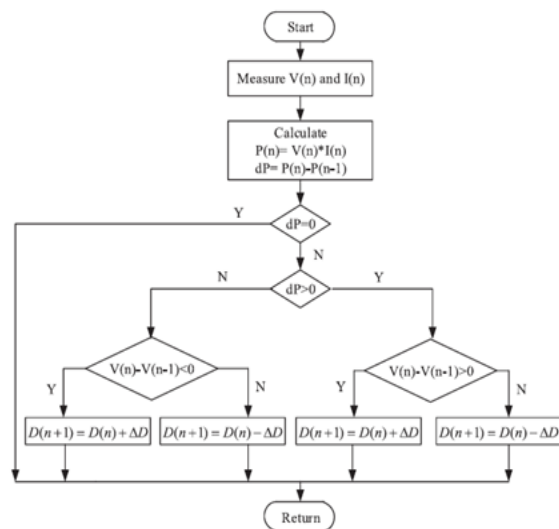 Start
Measure V(n) and I(n)
Calculate
P(n)= V(n)*I(n)
dP= P(n)-P(n-1)
Y
dP=0
N
N
dP>0
Y
V(n)-V(n-1)<0
V(n)-V(n-1)>0
Y
N
Y
N
D(n+1) = D(n)+ΔD
D(n+1) = D(n)−ΔD
D(n+1) = D(n)+ΔD
D(n+1) = D(n)−ΔD
Return